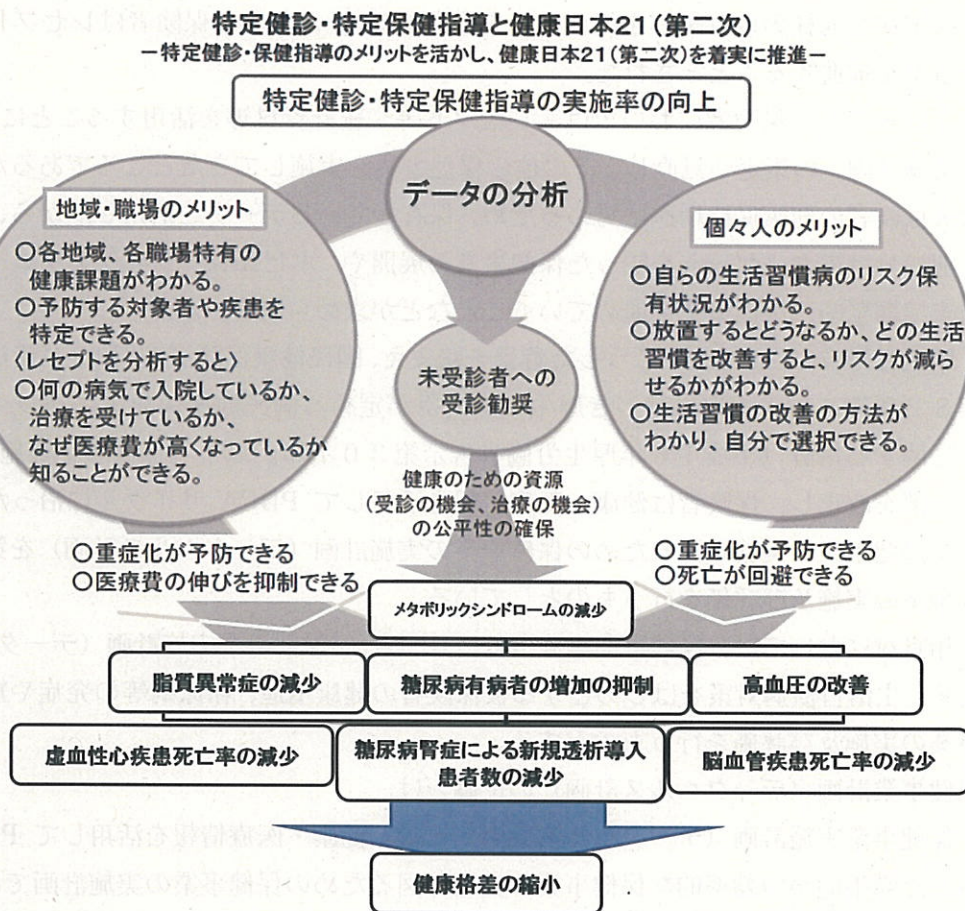 特定健診・特定保健指導と健康日本21(第二次)
－特定健診・保健指導のメリットを活かし、健康日本21(第二次)を着実に推進－
特定健診・特定保健指導の実施率の向上
データの分析
地域・職場のメリット
○各地域、各職場特有の
健康課題がわかる。
○予防する対象者や疾患を
特定できる。
〈レセプトを分析すると〉
○何の病気で入院しているか、
治療を受けているか、
なぜ医療費が高くなっているか
知ることができる。
個々人のメリット
○自らの生活習慣病のリスク保
有状況がわかる。
○放置するとどうなるか、どの生活
習慣を改善すると、リスクが減ら
せるかがわかる。
○生活習慣の改善の方法が
わかり、自分で選択できる。
未受診者への
受診勧奨
健康のための資源
(受診の機会、治療の機会)
の公平性の確保
○重症化が予防できる
○医療費の伸びを抑制できる
○重症化が予防できる
○死亡が回避できる
メタボリックシンドロームの減少
脂質異常症の減少
糖尿病有病者の増加の抑制
高血圧の改善
虚血性心疾患死亡率の減少
糖尿病腎症による新規透析導入
患者数の減少
脳血管疾患死亡率の減少
健康格差の縮小